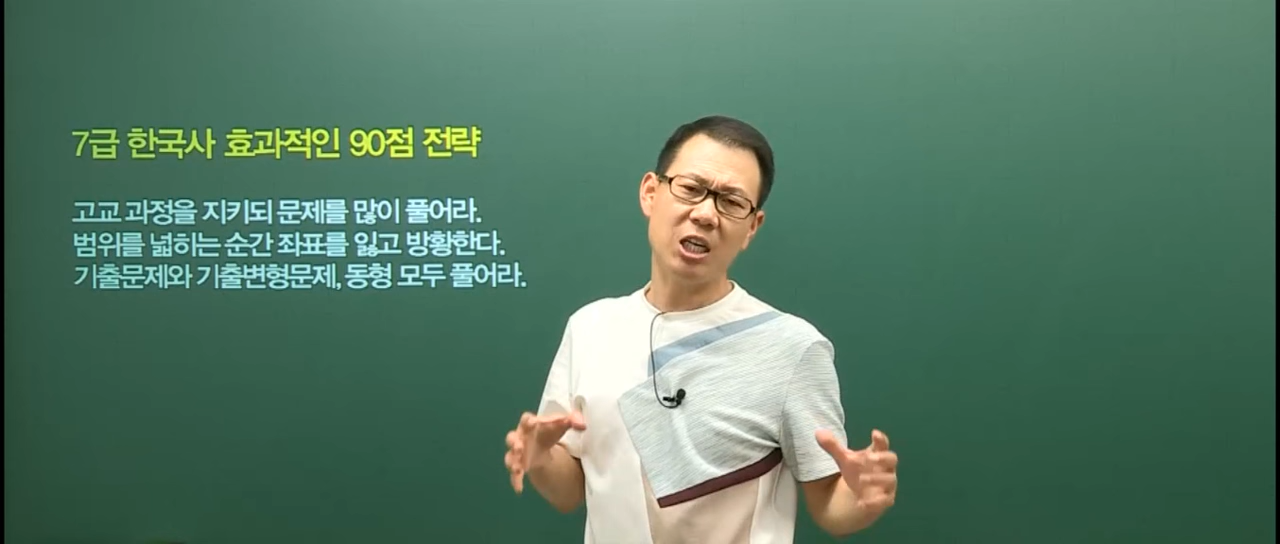 7급 한국사 효과적인 90점 전략
고교 과정을 지키되 문제를 많이 풀어라.
범위를 넓히는 순간 좌표를 잃고 방황한다.
기출문제와 기출변형문제, 동형 모두 풀어라.